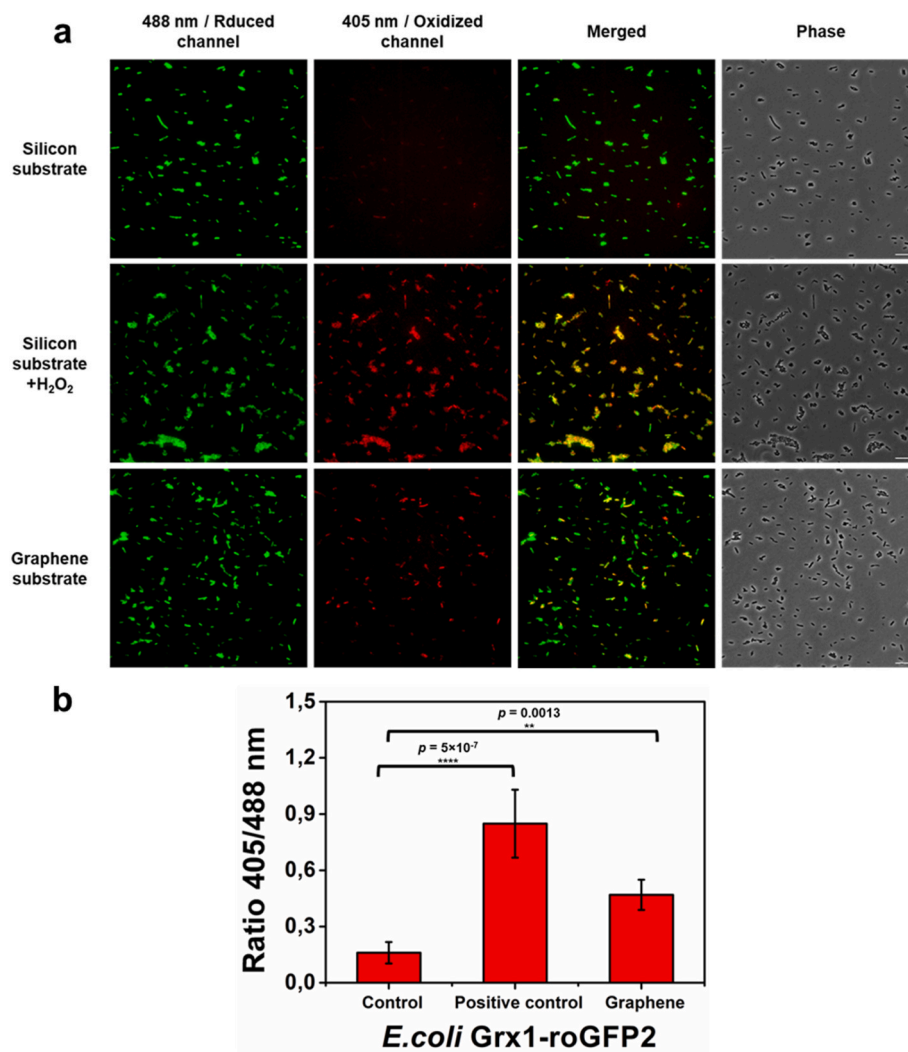 a
488 nm / Rduced
channel
405 nm / Oxidized
channel
Merged
Phase
Silicon
substrate
Silicon
substrate
+H₂O₂
Graphene
substrate
b
1,5
1,2
0,9
0,6
0,3
0,0
Ratio 405/488 nm
p = 0.0013
**
p = 5×10⁻⁷
****
Control
Positive control
Graphene
E.coli Grx1-roGFP2